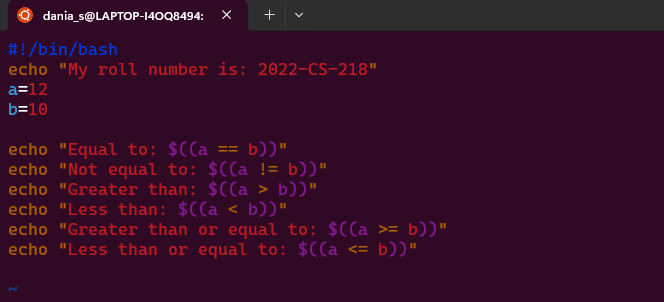 dania_s@LAPTOP-I4OQ8494:
#!/bin/bash
echo "My roll number is: 2022-CS-218"
a=12
b=10
echo "Equal to: $((a == b))"
echo "Not equal to: $((a != b))"
echo "Greater than: $((a > b))"
echo "Less than: $((a < b))"
echo "Greater than or equal to: $((a >= b))"
echo "Less than or equal to: $((a <= b))"
~